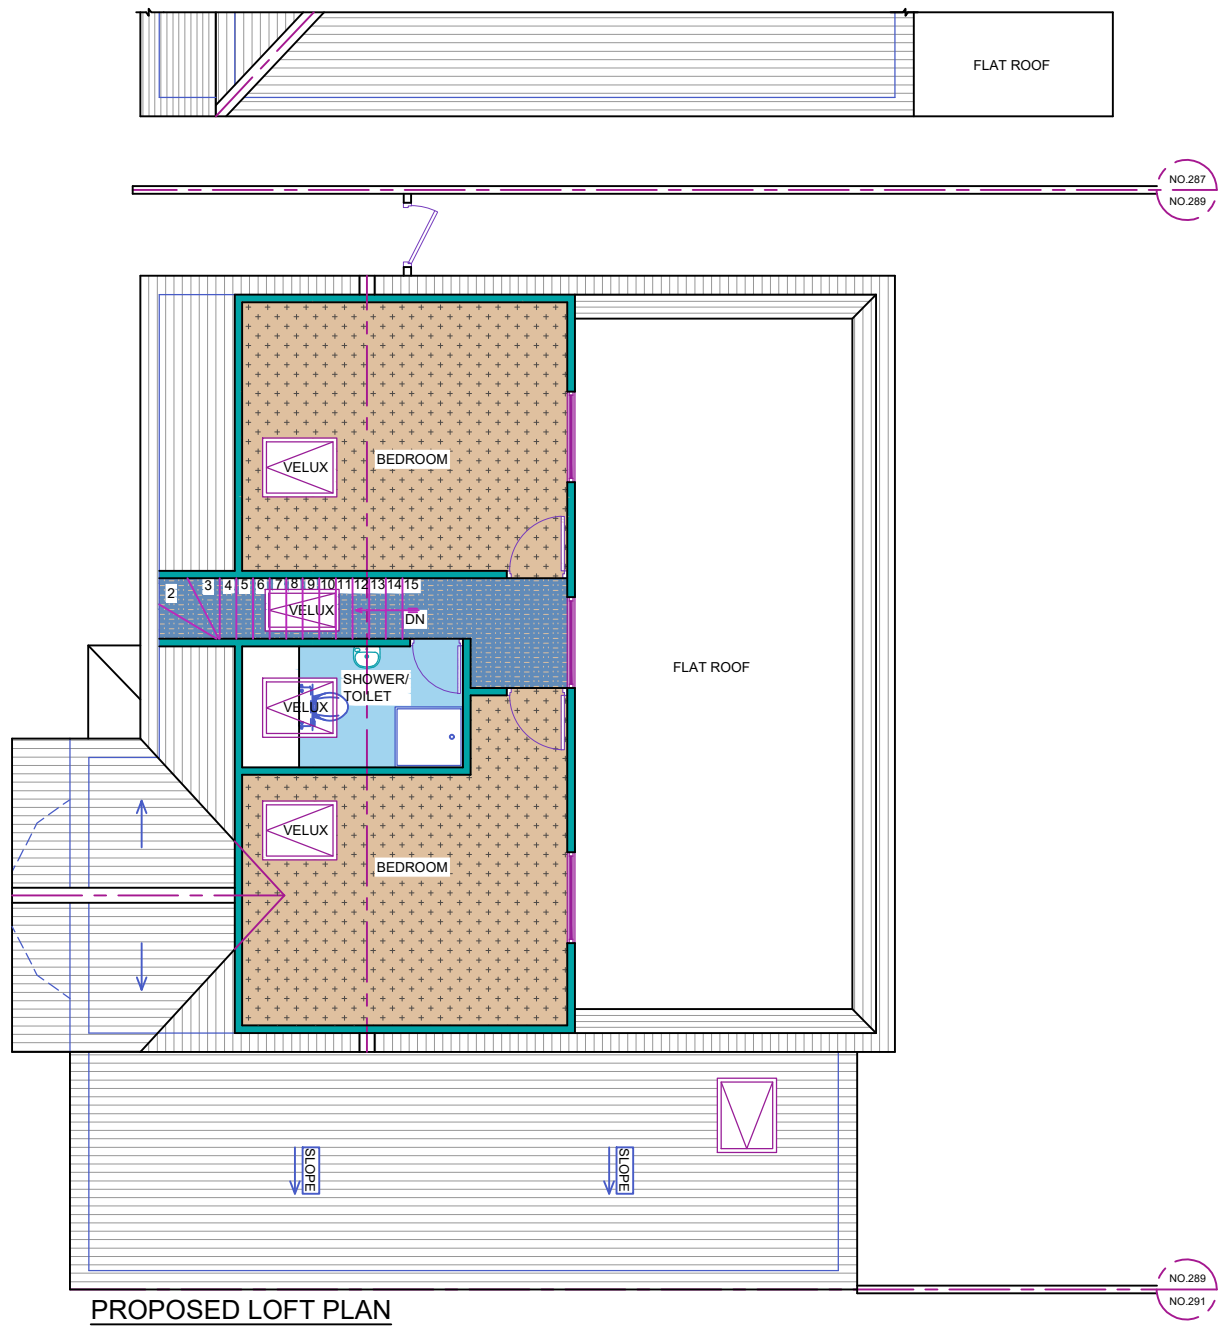 FLAT ROOF
NO.287
NO.289
BEDROOM
VELUX
2 3 4 5 6 7 8 9 10 11 12 13 14 15
VELUX
DN
FLAT ROOF
SHOWER/
TOILET
VELUX
VELUX
BEDROOM
SLOPE
SLOPE
NO.289
NO.291
PROPOSED LOFT PLAN